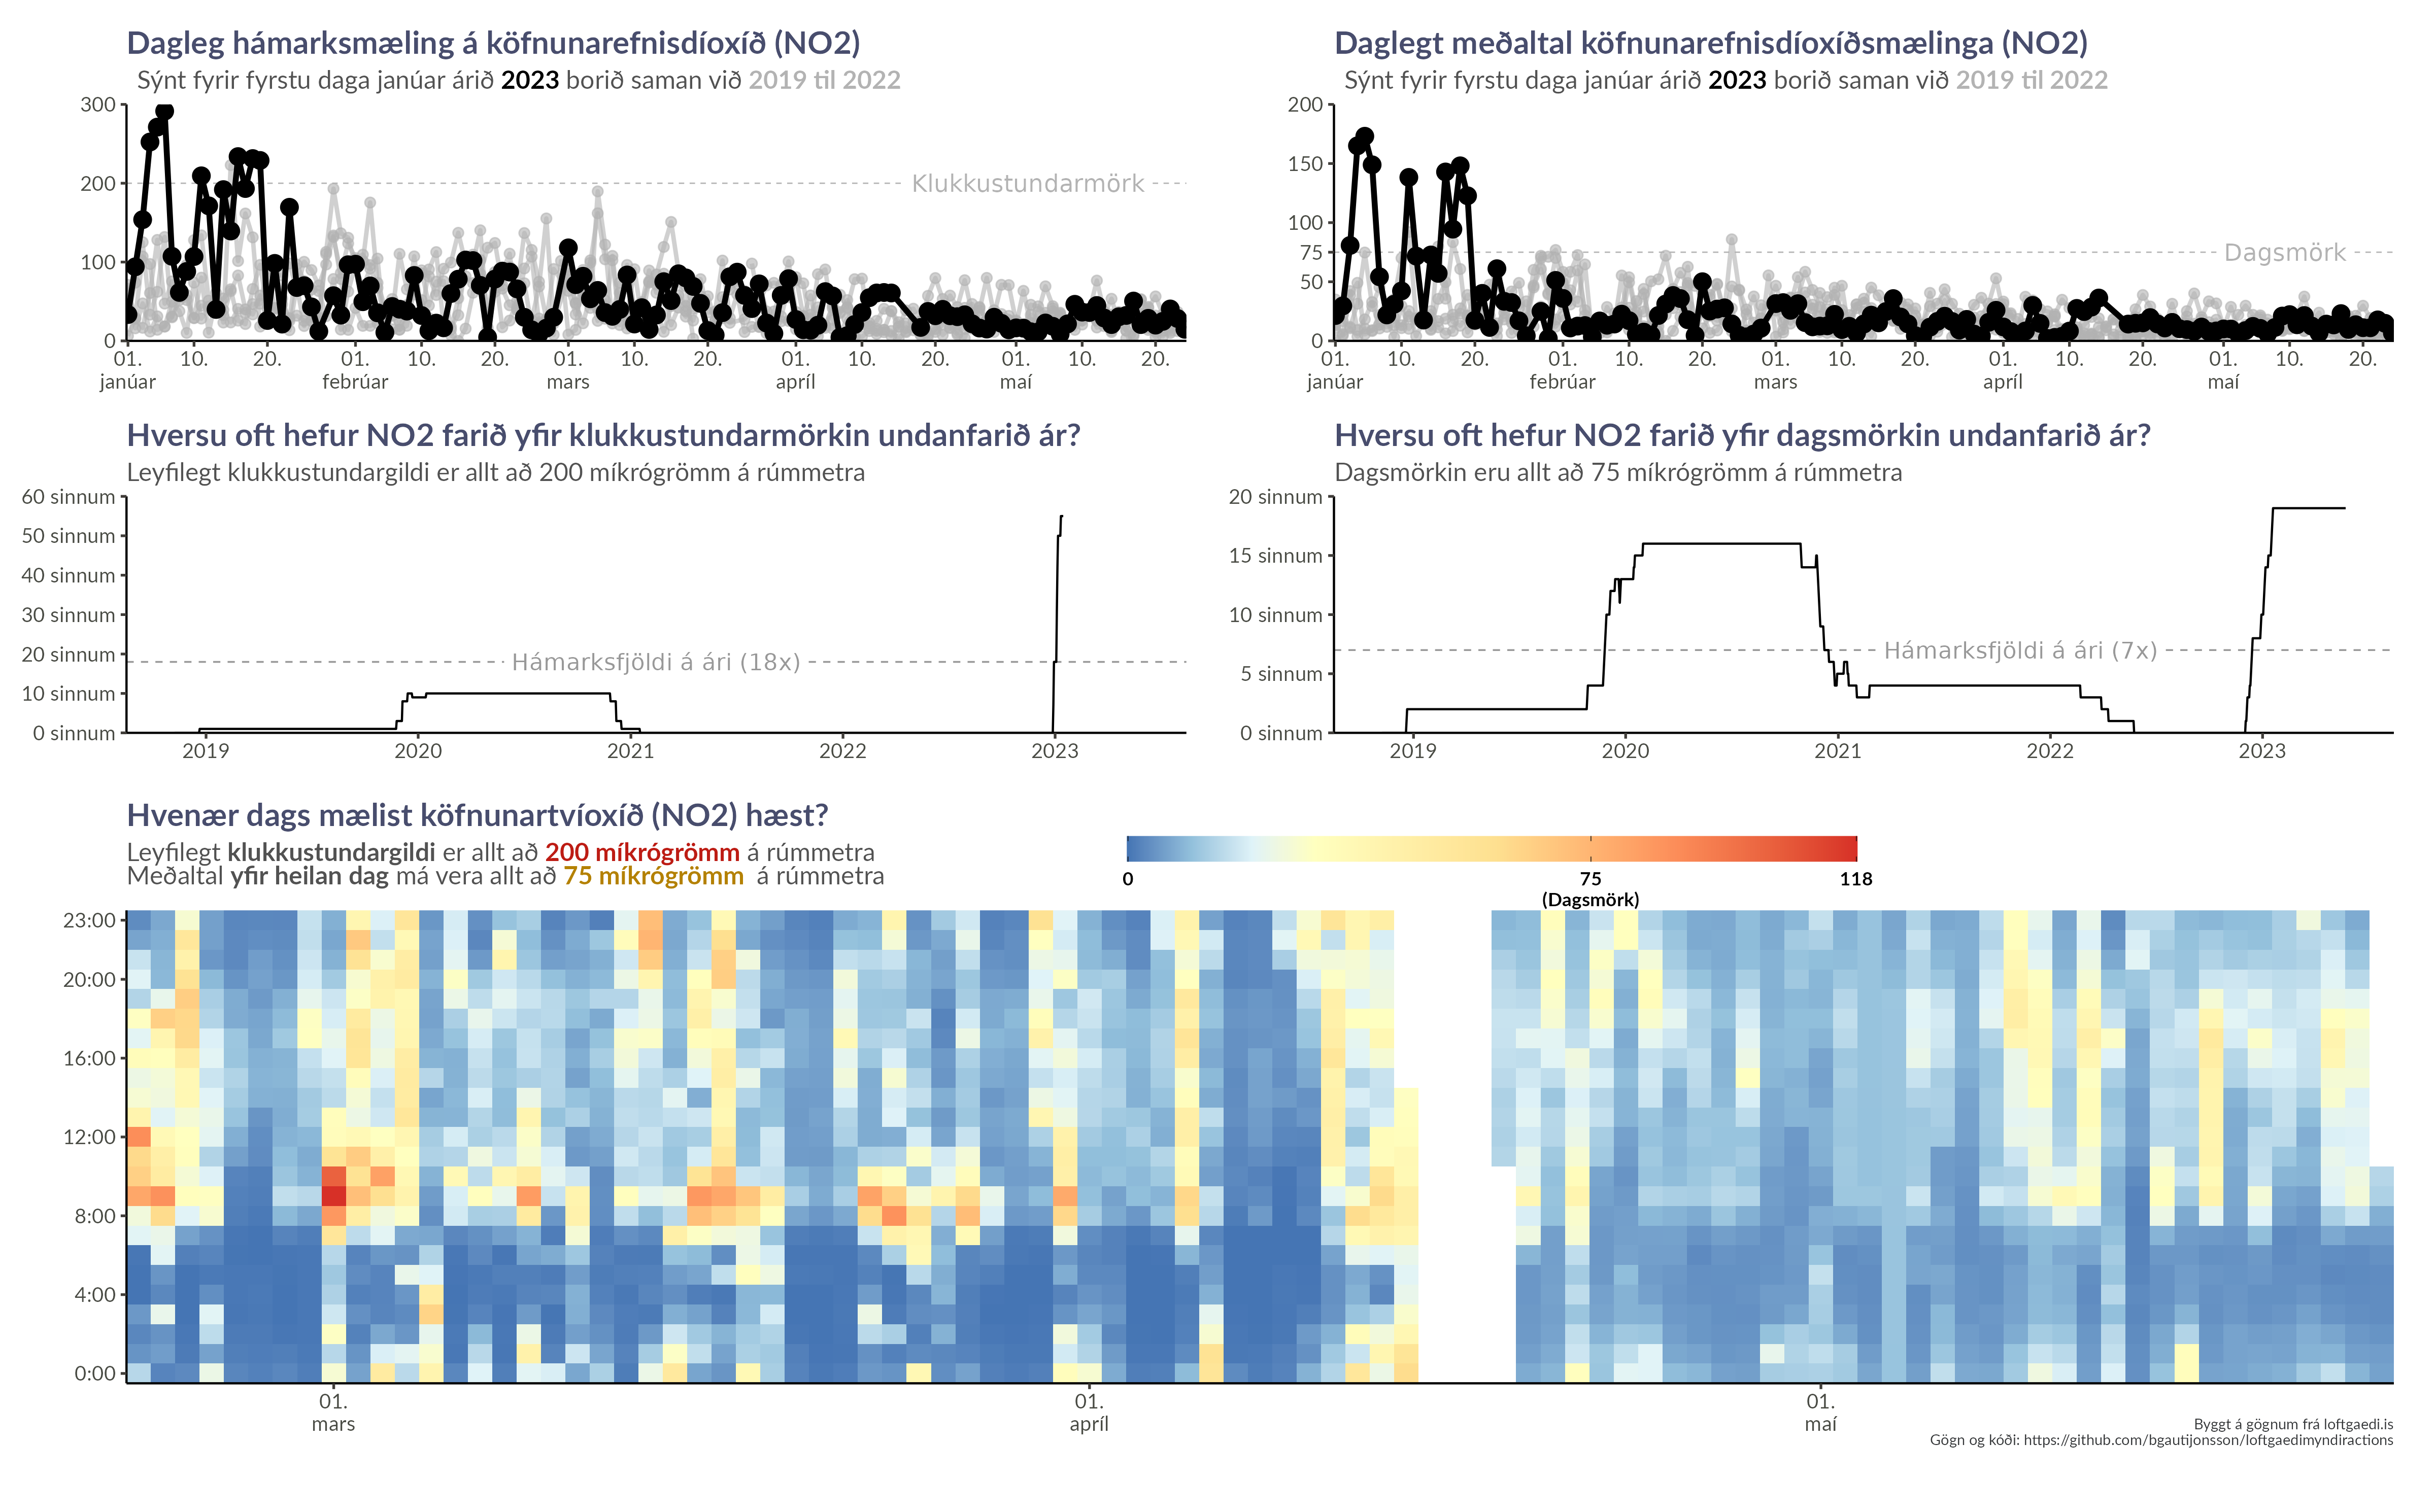 Dagleg hámarksmæling á köfnunarefnisdíoxíð (NO2)
Sýnt fyrir fyrstu daga janúar árið 2023 borið saman við 2019 til 2022
300
200
100
0
Klukkustundarmörk
01. 10. 20. 01. 10. 20. 01. 10. 20. 01. 10. 20. 01. 10. 20.
janúar febrúar mars apríl maí
Daglegt meðaltal köfnunarefnisdíoxíðsmælinga (NO2)
Sýnt fyrir fyrstu daga janúar árið 2023 borið saman við 2019 til 2022
200
150
100
75
50
0
Dagsmörk
01. 10. 20. 01. 10. 20. 01. 10. 20. 01. 10. 20. 01. 10. 20.
janúar febrúar mars apríl maí
Hversu oft hefur NO2 farið yfir klukkustundarmörkin undanfarið ár?
Leyfilegt klukkustundargildi er allt að 200 míkrógrömm á rúmmetra
60 sinnum
50 sinnum
40 sinnum
30 sinnum
20 sinnum
10 sinnum
0 sinnum
Hámarksfjöldi á ári (18x)
2019 2020 2021 2022 2023
Hversu oft hefur NO2 farið yfir dagsmörkin undanfarið ár?
Dagsmörkin eru allt að 75 míkrógrömm á rúmmetra
20 sinnum
15 sinnum
10 sinnum
5 sinnum
0 sinnum
Hámarksfjöldi á ári (7x)
2019 2020 2021 2022 2023
Hvenær dags mælist köfnunartvíoxíð (NO2) hæst?
Leyfilegt klukkustundargildi er allt að 200 míkrógrömm á rúmmetra
Meðaltal yfir heilan dag má vera allt að 75 míkrógrömm á rúmmetra
0 75 118
(Dagsmörk)
23:00
20:00
16:00
12:00
8:00
4:00
0:00
01. 01. 01.
mars apríl maí
Byggt á gögnum frá loftgaedi.is
Gögn og kóði: https://github.com/bgautijonsson/loftgaedimyndiractions